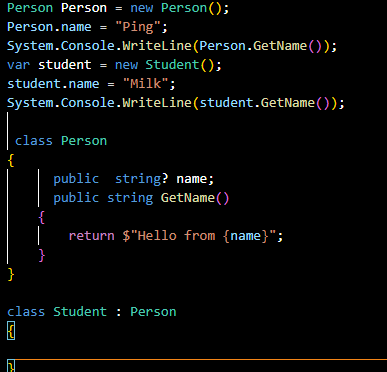 Person Person = new Person();
Person.name = "Ping";
System.Console.WriteLine(Person.GetName());
var student = new Student();
student.name = "Milk";
System.Console.WriteLine(student.GetName());
class Person
{
public string? name;
public string GetName()
{
return $"Hello from {name}";
}
}
class Student : Person
{
}